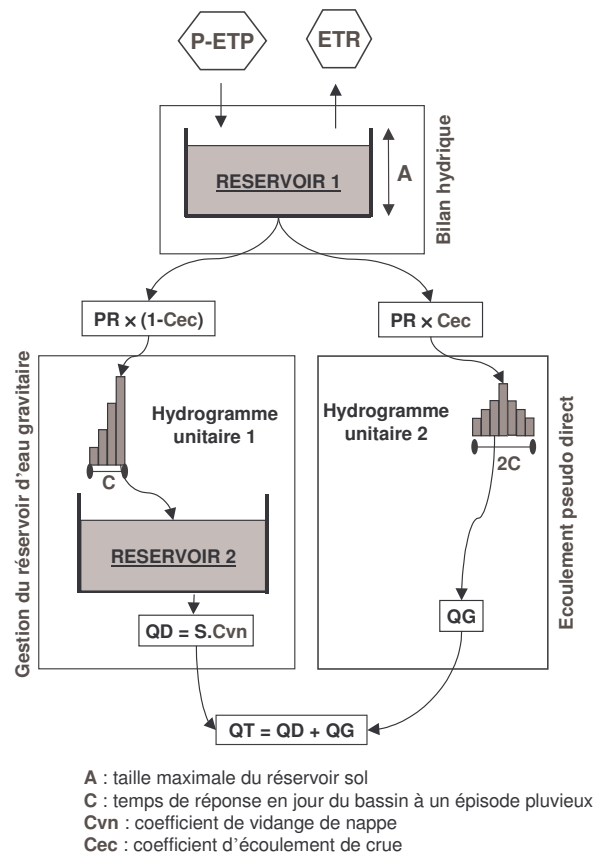 P-ETP
ETR
RESERVOIR 1
A
Bilan hydrique
PR × (1-Cec)
PR × Cec
Gestion du réservoir d'eau gravitaire
Hydrogramme
unitaire 1
C
RESERVOIR 2
QD = S.Cvn
Hydrogramme
unitaire 2
2C
QG
Ecoulement pseudo direct
QT = QD + QG
A : taille maximale du réservoir sol
C : temps de réponse en jour du bassin à un épisode pluvieux
Cvn : coefficient de vidange de nappe
Cec : coefficient d'écoulement de crue